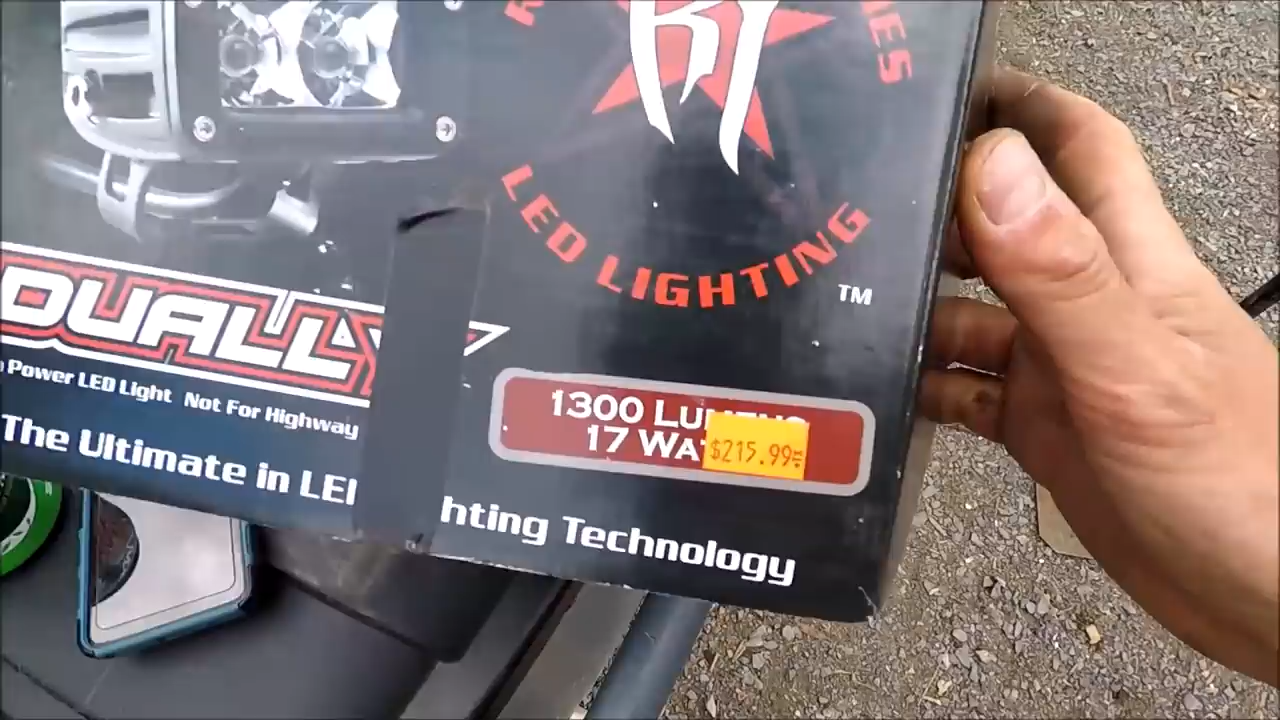 LED LIGHTING
TM
DUALLY
Power LED Light Not For Highway
1300 LUMENS
17 WA
$215.99
The Ultimate in LE hting Technology